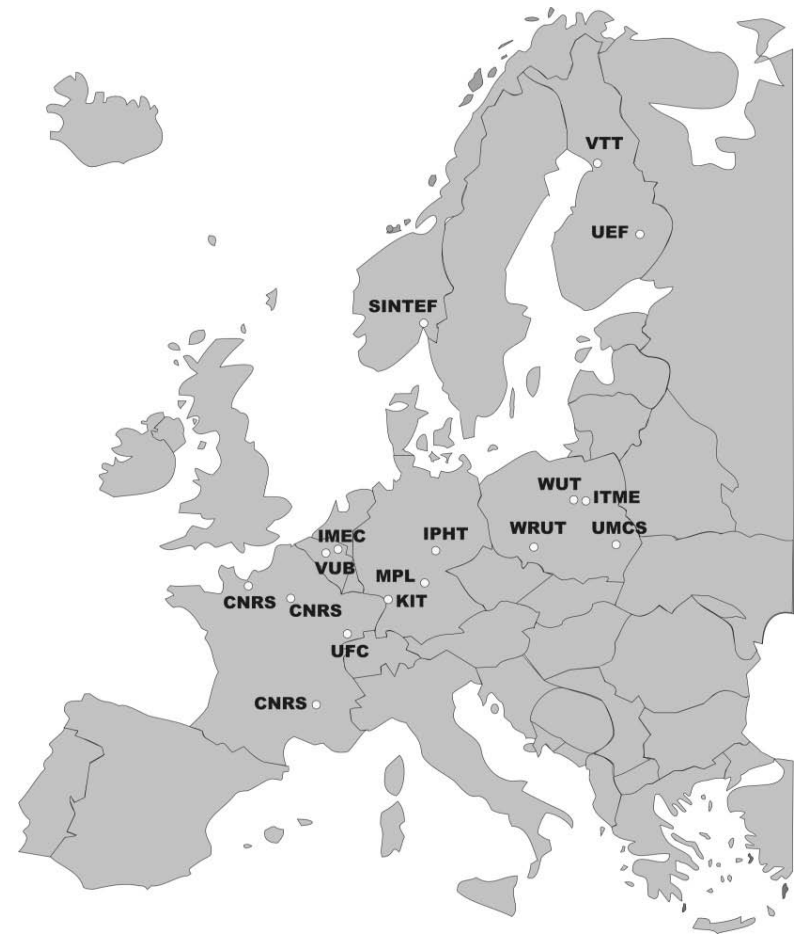 VTT
UEF
SINTEF
WUT
ITME
WRUT
UMCS
IMEC
IPHT
VUB
MPL
CNRS
CNRS
KIT
UFC
CNRS